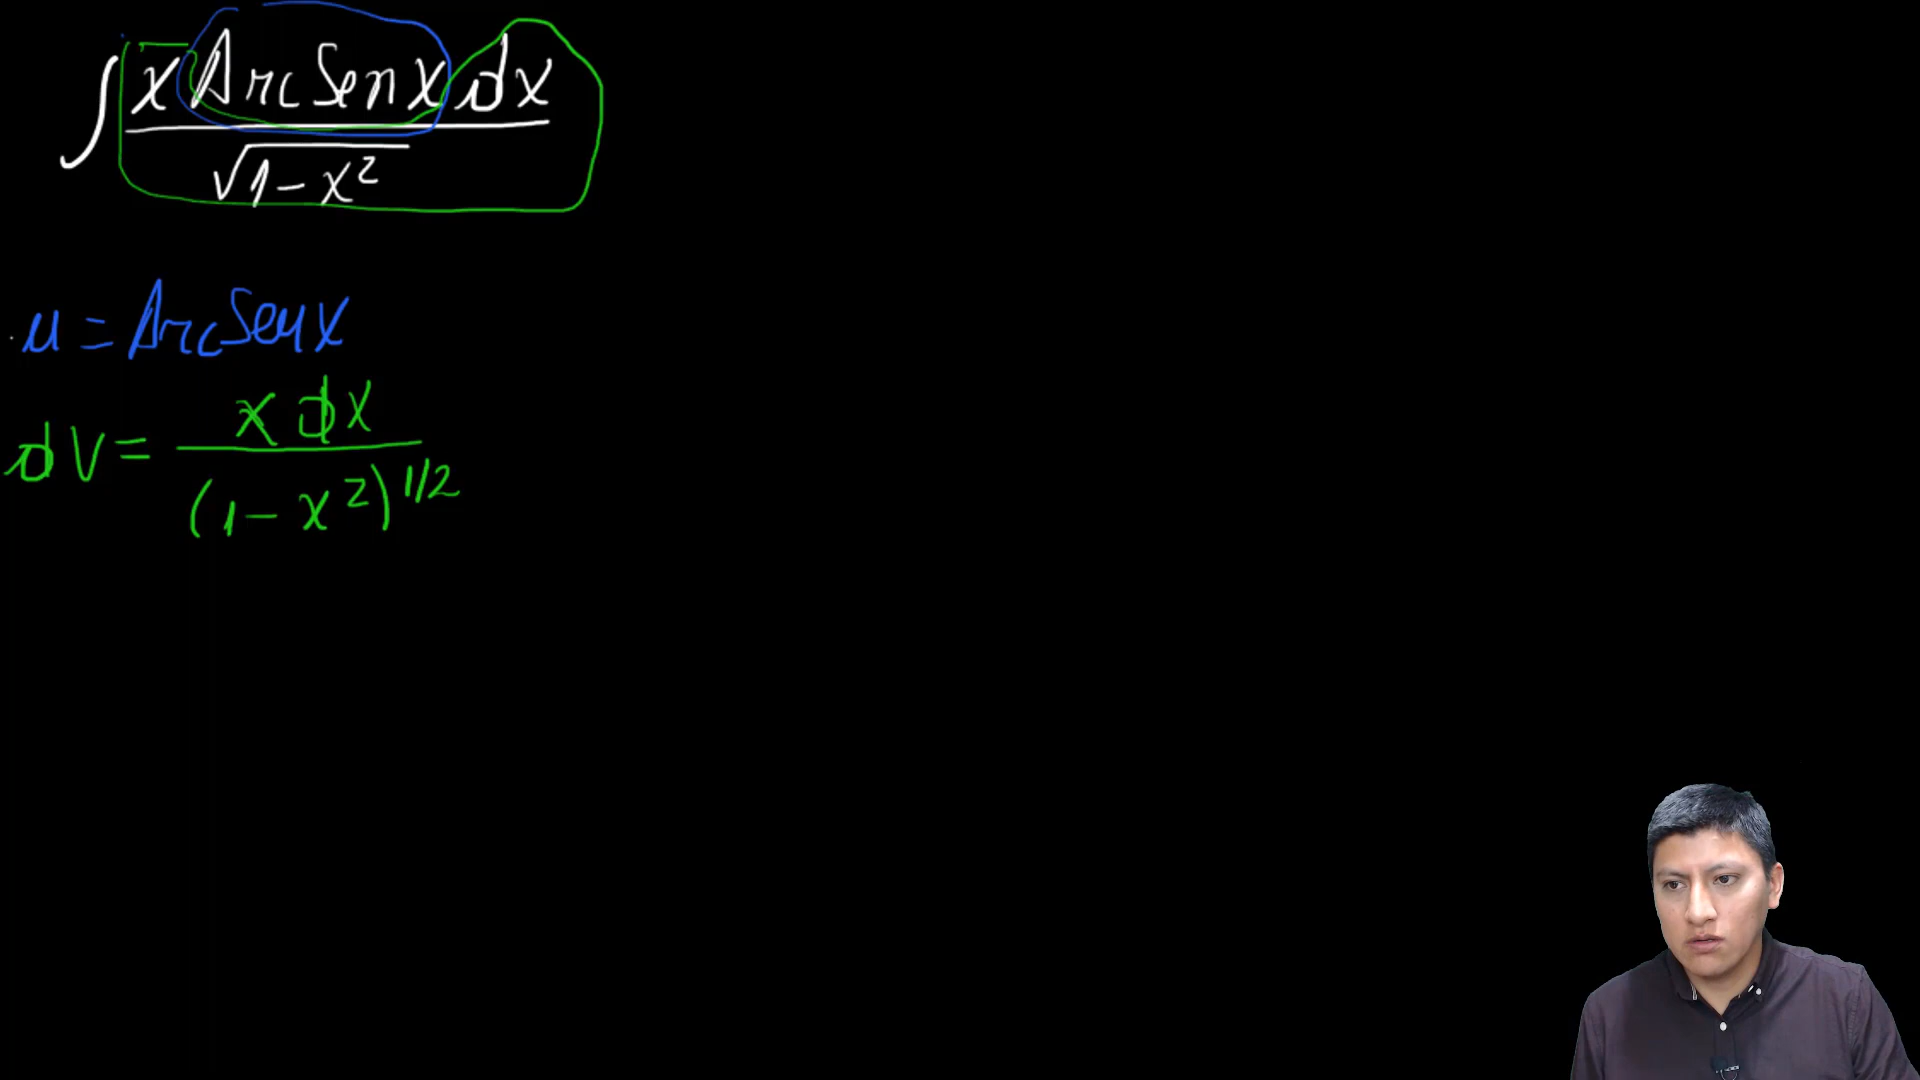 ∫ x ArcSen x dx / √1 - x²
u = ArcSen x
dV = x dx / (1 - x²)^1/2